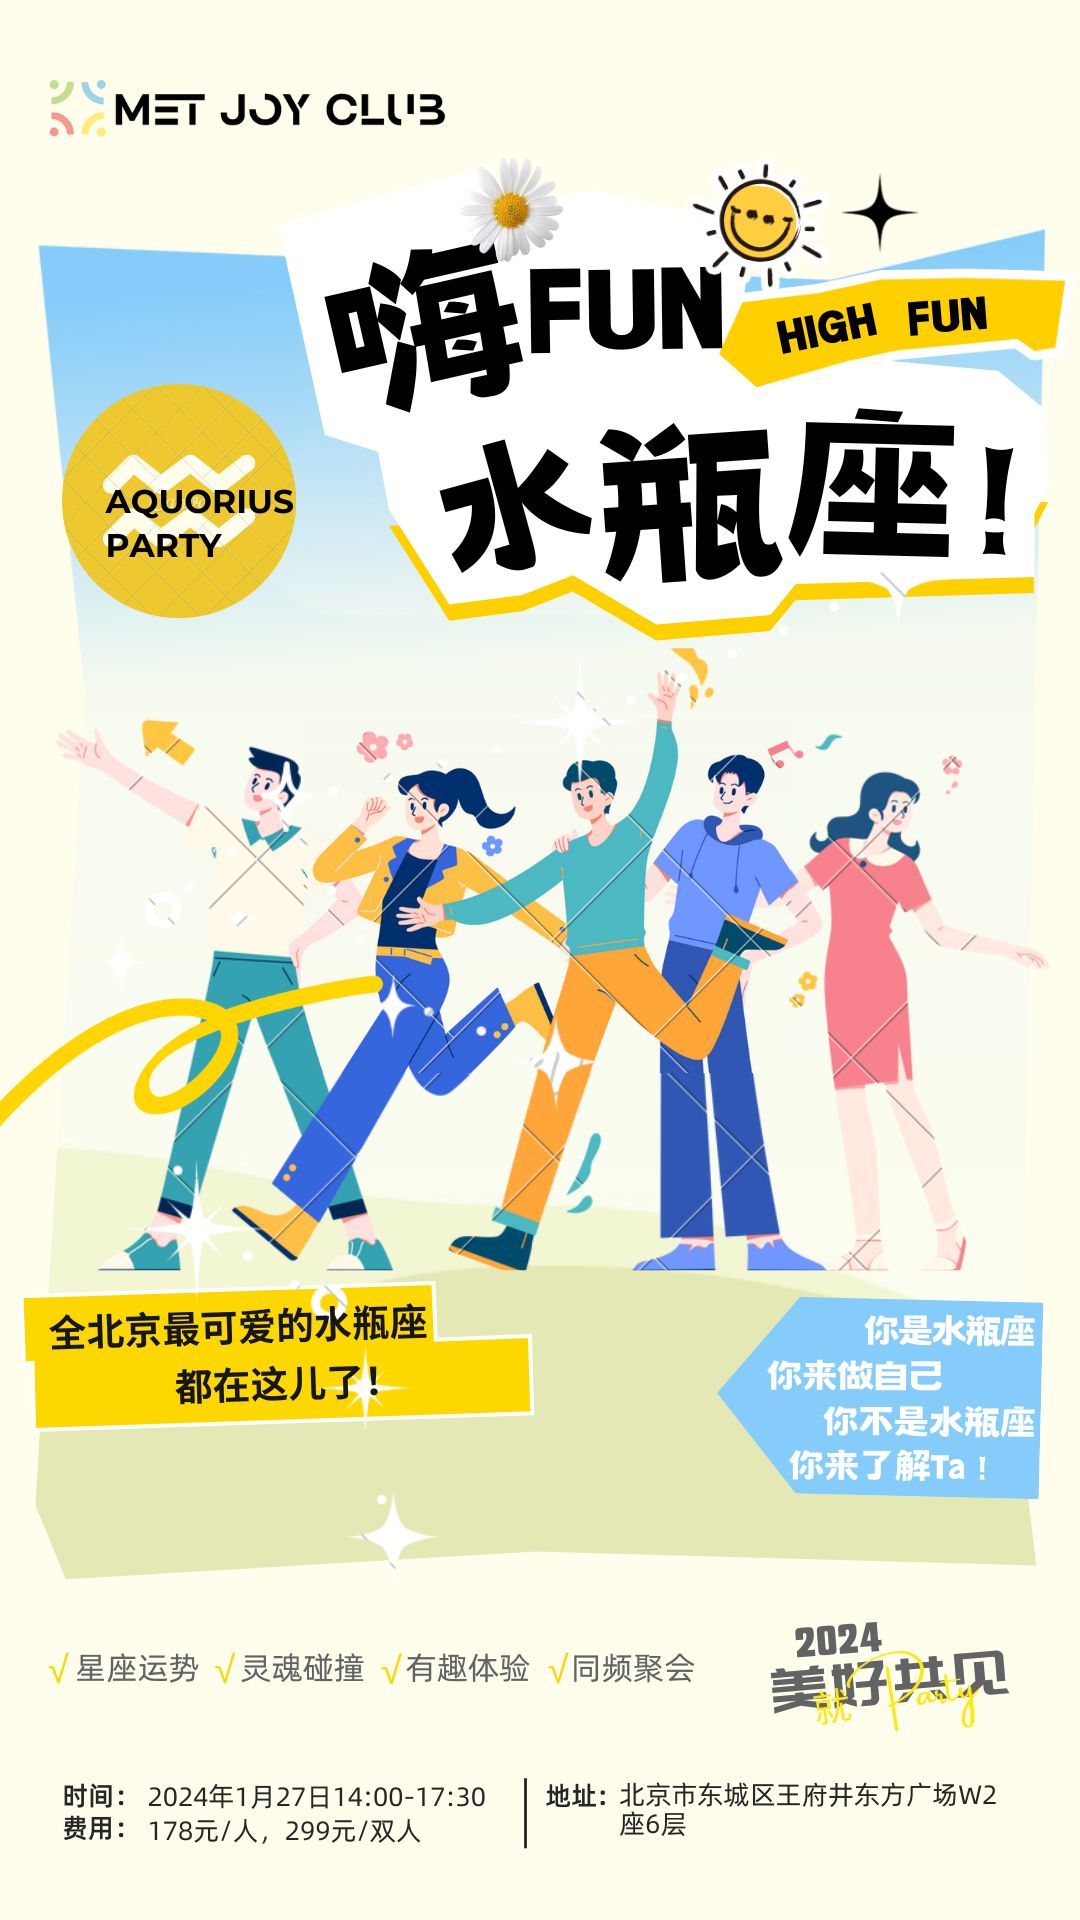 MET JOY CLUB
嗨FUN
HIGH FUN
水瓶座！
AQUORIUS
PARTY
全北京最可爱的水瓶座
都在这儿了！
你是水瓶座
你来做自己
你不是水瓶座
你来了解Ta！
√星座运势 √灵魂碰撞 √有趣体验 √同频聚会
2024
美好共见
就Party
时间： 2024年1月27日14:00-17:30
费用： 178元/人，299元/双人
地址：北京市东城区王府井东方广场W2
座6层